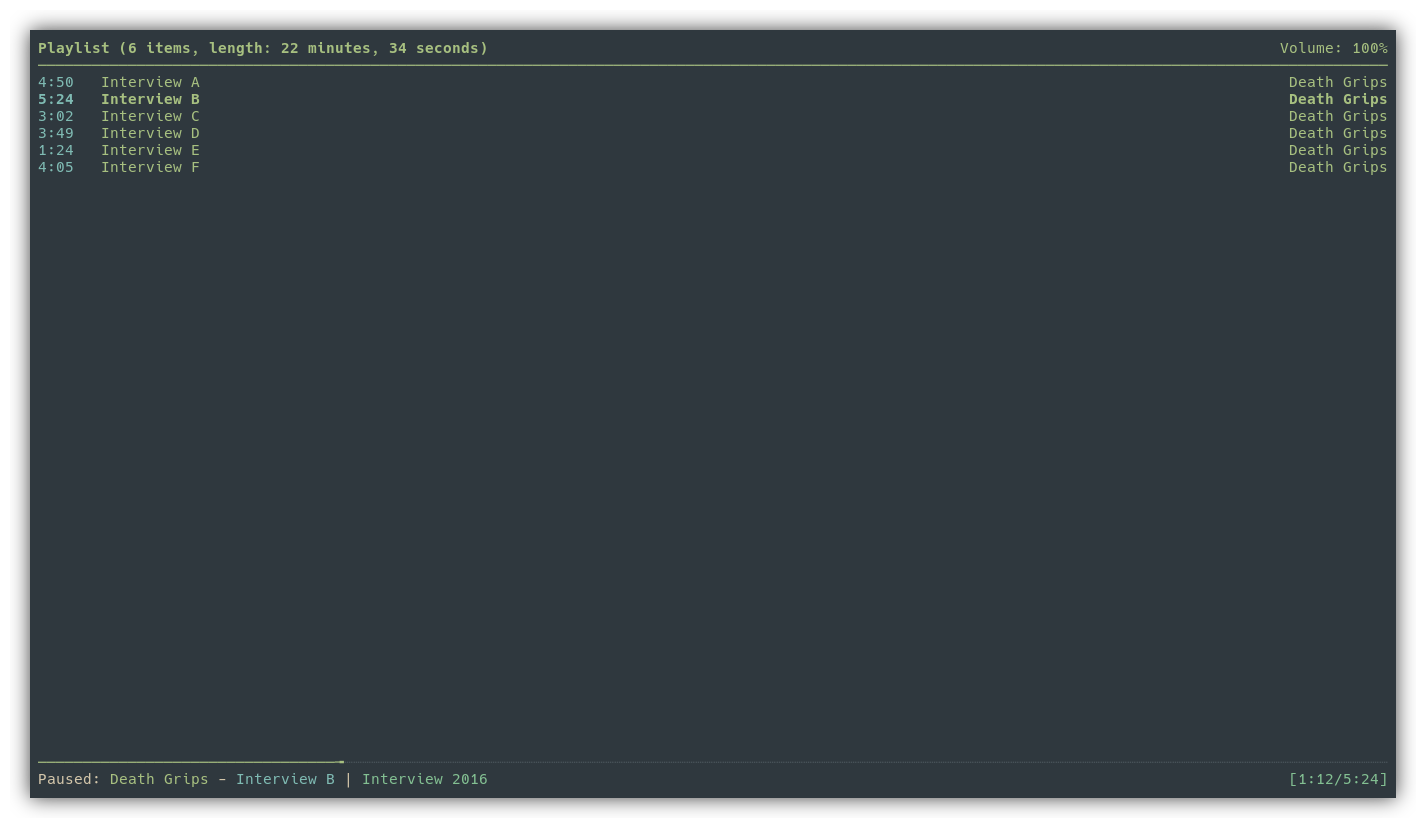 Playlist (6 items, length: 22 minutes, 34 seconds) Volume: 100%
4:50 Interview A Death Grips
5:24 Interview B Death Grips
3:02 Interview C Death Grips
3:49 Interview D Death Grips
1:24 Interview E Death Grips
4:05 Interview F Death Grips
Paused: Death Grips - Interview B | Interview 2016 [1:12/5:24]